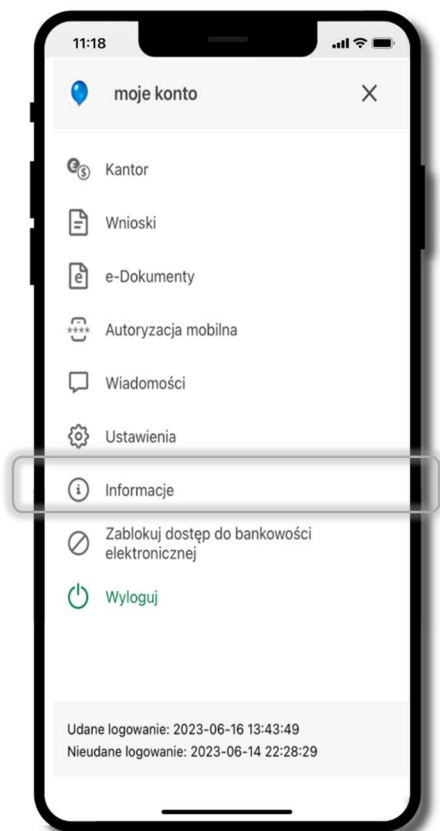 11:18
moje konto
Kantor
Wnioski
e-Dokumenty
Autoryzacja mobilna
Wiadomości
Ustawienia
Informacje
Zablokuj dostęp do bankowości
elektronicznej
Wyloguj
Udane logowanie: 2023-06-16 13:43:49
Nieudane logowanie: 2023-06-14 22:28:29